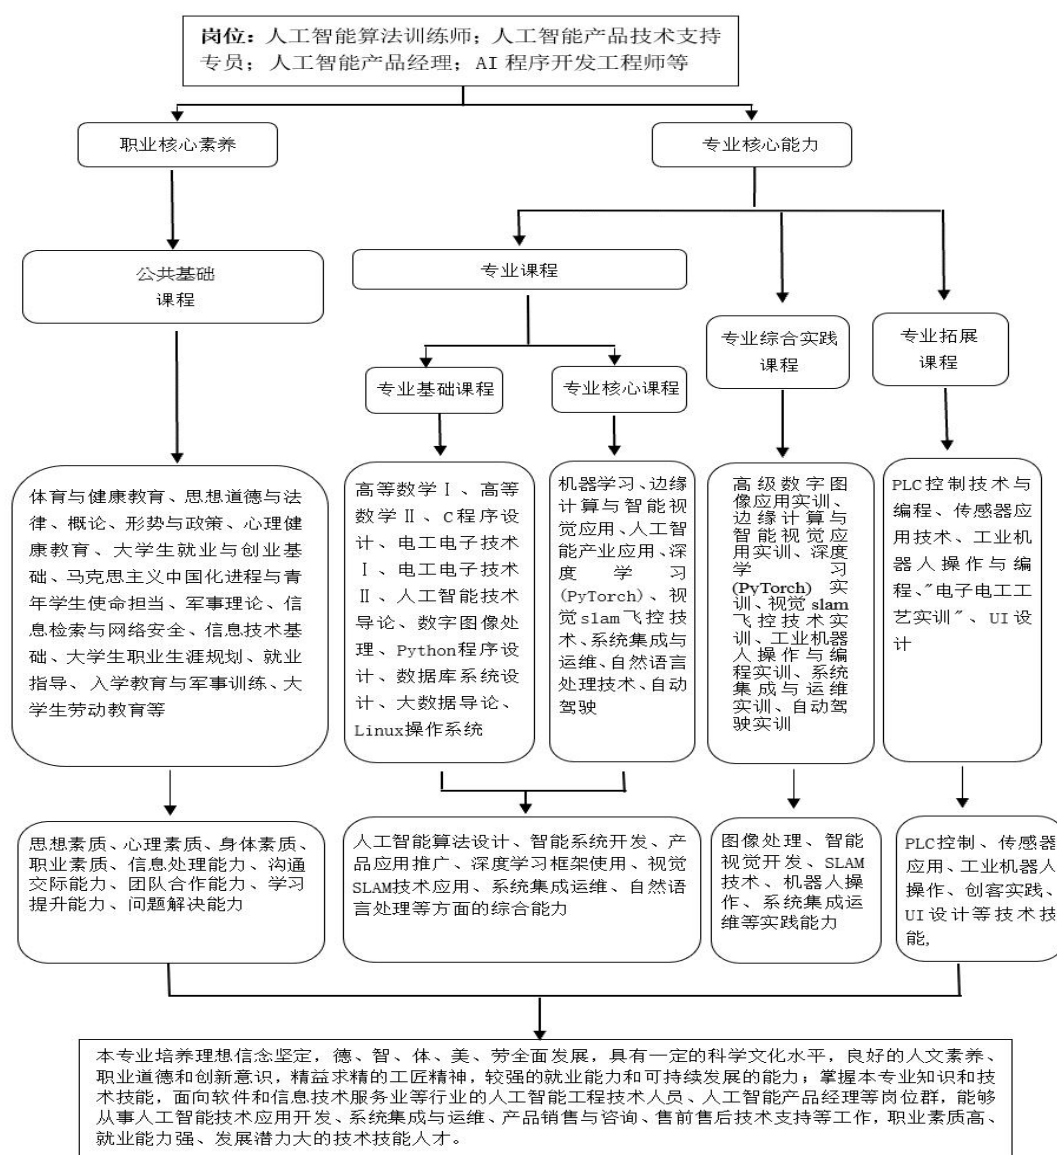 岗位：人工智能算法训练师；人工智能产品技术支持
专员；人工智能产品经理；AI 程序开发工程师等
职业核心素养
专业核心能力
公共基础
课程
专业课程
专业综合实践
课程
专业拓展
课程
专业基础课程
专业核心课程
体育与健康教育、思想道德与法
律、概论、形势与政策、心理健
康教育、大学生就业与创业基
础、马克思主义中国化进程与青
年学生使命担当、军事理论、信
息检索与网络安全、信息技术基
础、大学生职业生涯规划、就业
指导、入学教育与军事训练、大
学生劳动教育等
高等数学Ⅰ、高等
数学Ⅱ、C程序设
计、电工电子技术
Ⅰ、电工电子技术
Ⅱ、人工智能技术
导论、数字图像处
理、Python程序设
计、数据库系统设
计、大数据导论、
Linux操作系统
机器学习、边缘
计算与智能视
觉应用、人工智
能产业应用、深
度学习
(PyTorch)、视
觉slam飞控技
术、系统集成与
运维、自然语言
处理技术、自动
驾驶
高级数字图
像应用实训、
边缘计算与
智能视觉应
用实训、深度
学习
(PyTorch) 实
训、视觉 slam
飞控技术实
训、工业机器
人操作与编
程实训、系统
集成与运维
实训、自动驾
驶实训
PLC控制技术与
编程、传感器应
用技术、工业机
器人操作与编
程、"电子电工工
艺实训"、UI设
计
思想素质、心理素质、身体素质、
职业素质、信息处理能力、沟通
交际能力、团队合作能力、学习
提升能力、问题解决能力
人工智能算法设计、智能系统开发、产
品应用推广、深度学习框架使用、视觉
SLAM技术应用、系统集成运维、自然语
言处理等方面的综合能力
图像处理、智能
视觉开发、SLAM
技术、机器人操
作、系统集成运
维等实践能力
PLC控制、传感器
应用、工业机器人
操作、创客实践、
UI设计等技术技
能,
本专业培养理想信念坚定，德、智、体、美、劳全面发展，具有一定的科学文化水平，良好的人文素养、
职业道德和创新意识，精益求精的工匠精神，较强的就业能力和可持续发展的能力；掌握本专业知识和技
术技能，面向软件和信息技术服务业等行业的人工智能工程技术人员、人工智能产品经理等岗位群，能够
从事人工智能技术应用开发、系统集成与运维、产品销售与咨询、售前售后技术支持等工作，职业素质高、
就业能力强、发展潜力大的技术技能人才。